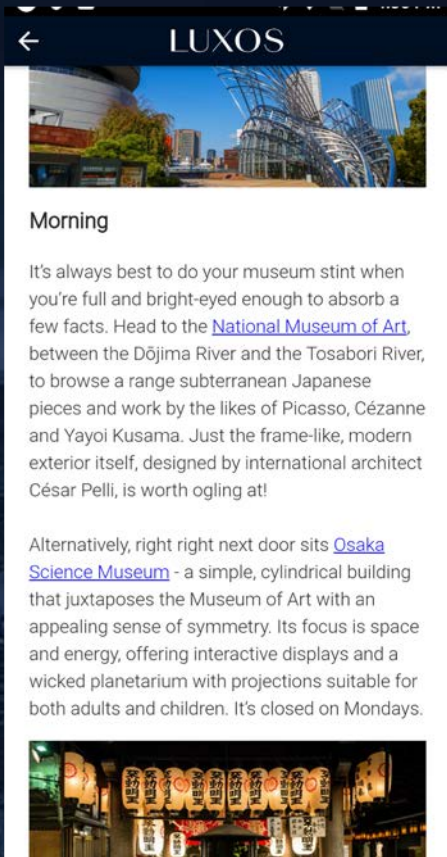 LUXOS
Morning
It's always best to do your museum stint when
you're full and bright-eyed enough to absorb a
few facts. Head to the National Museum of Art,
between the Dōjima River and the Tosabori River,
to browse a range subterranean Japanese
pieces and work by the likes of Picasso, Cézanne
and Yayoi Kusama. Just the frame-like, modern
exterior itself, designed by international architect
César Pelli, is worth ogling at!
Alternatively, right right next door sits Osaka
Science Museum - a simple, cylindrical building
that juxtaposes the Museum of Art with an
appealing sense of symmetry. Its focus is space
and energy, offering interactive displays and a
wicked planetarium with projections suitable for
both adults and children. It's closed on Mondays.